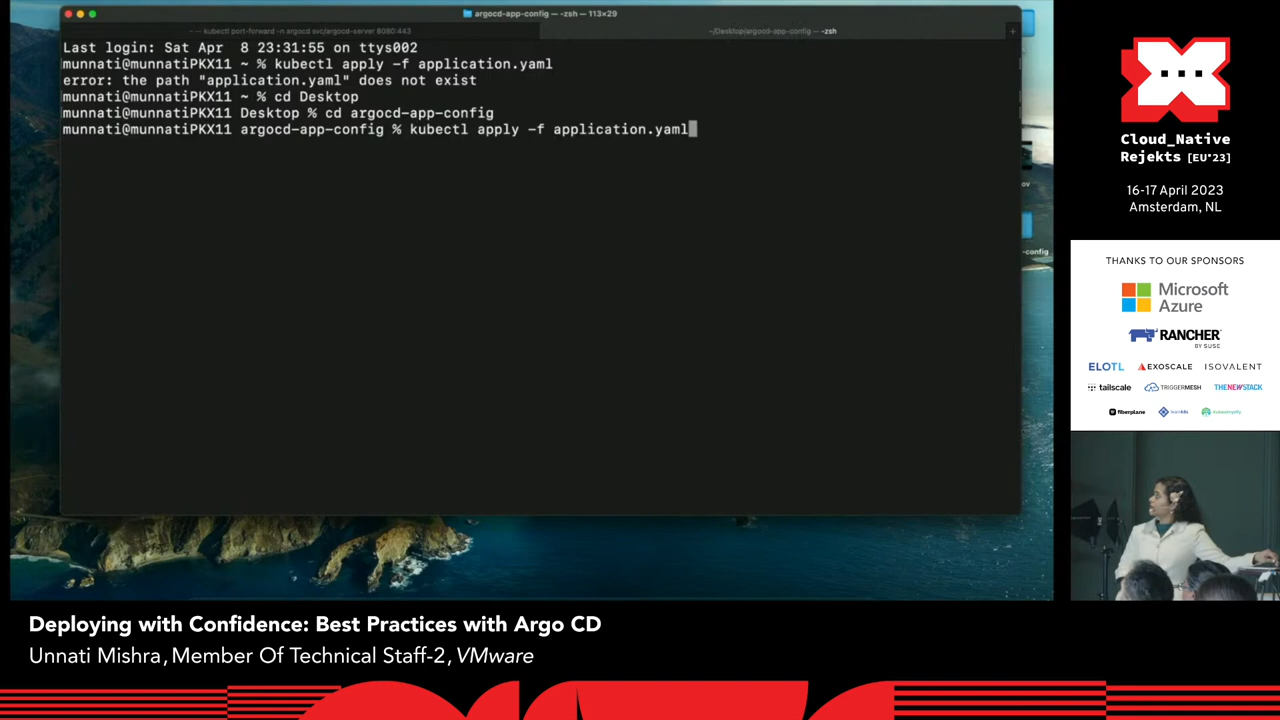 argocd-app-config — -zsh — 113×29
kubectl port-forward -n argocd svc/argocd-server 8080:443
~/Desktop/argocd-app-config — -zsh
+
Last login: Sat Apr  8 23:31:55 on ttys002
munnati@munnatiPKX11 ~ % kubectl apply -f application.yaml
error: the path "application.yaml" does not exist
munnati@munnatiPKX11 ~ % cd Desktop
munnati@munnatiPKX11 Desktop % cd argocd-app-config
munnati@munnatiPKX11 argocd-app-config % kubectl apply -f application.yaml
ov
-config
Cloud_Native
Rejekts [EU'23]
16-17 April 2023
Amsterdam, NL
THANKS TO OUR SPONSORS
Microsoft
Azure
RANCHER
BY SUSE
ELOTL
EXOSCALE
ISOVALENT
tailscale
TRIGGERMESH
THENEWSTACK
fiberplane
kubesimplify
Deploying with Confidence: Best Practices with Argo CD
Unnati Mishra, Member Of Technical Staff-2, VMware